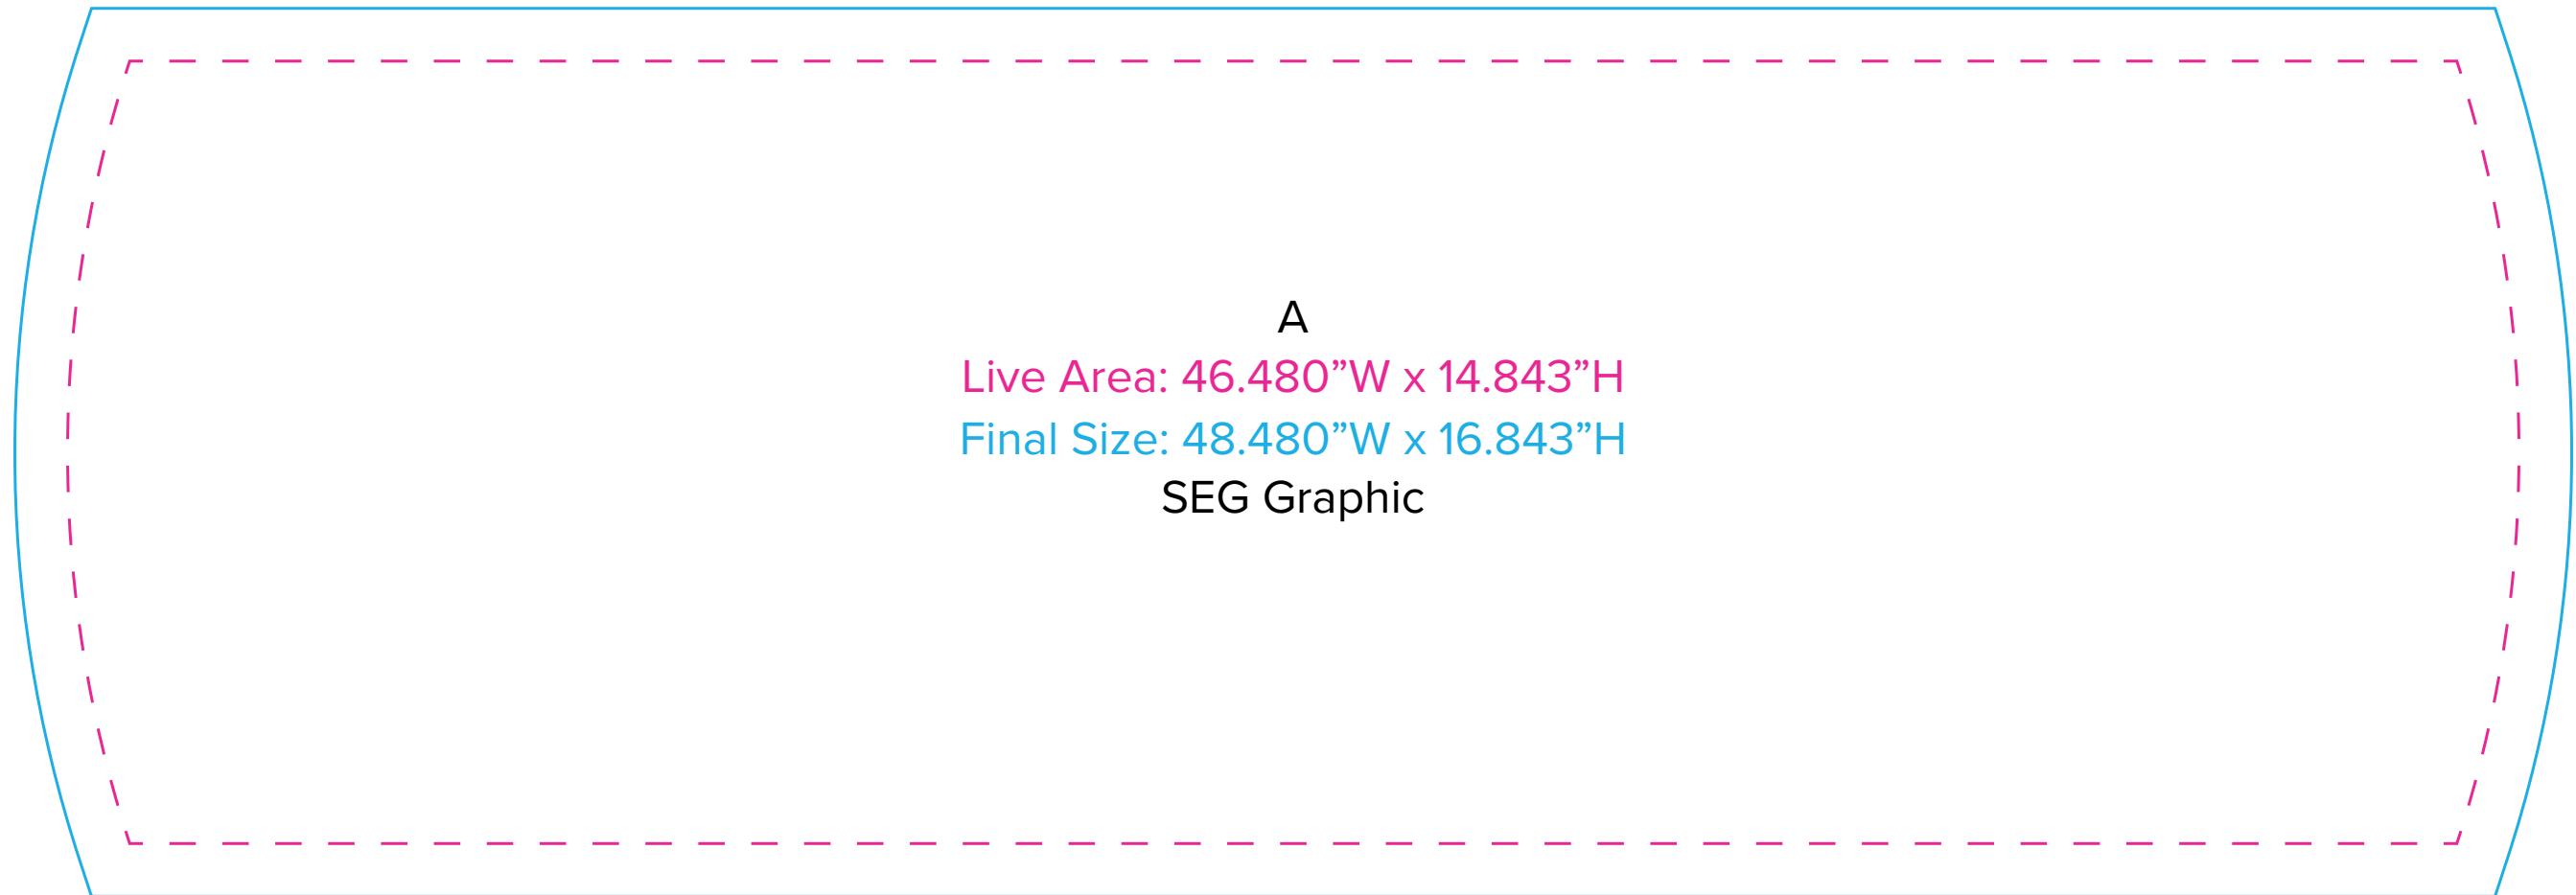 A
Live Area: 46.480”W x 14.843”H
Final Size: 48.480”W x 16.843”H
SEG Graphic